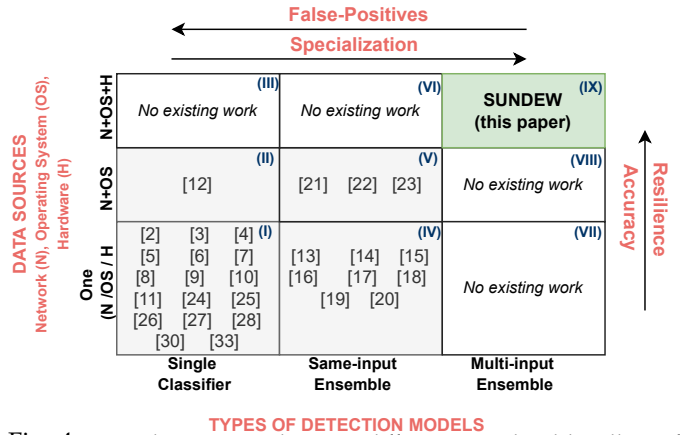 False-Positives
Specialization
DATA SOURCES
Network (N), Operating System (OS),
Hardware (H)
N+OS+H
(III)
No existing work
(VI)
No existing work
(IX)
SUNDEW
(this paper)
N+OS
(II)
[12]
(V)
[21] [22] [23]
(VIII)
No existing work
One
(N /OS / H
(I)
[2] [3] [4]
[5] [6] [7]
[8] [9] [10]
[11] [24] [25]
[26] [27] [28]
[30] [33]
(IV)
[13] [14] [15]
[16] [17] [18]
[19] [20]
(VII)
No existing work
Resilience
Accuracy
Single
Classifier
Same-input
Ensemble
Multi-input
Ensemble
TYPES OF DETECTION MODELS